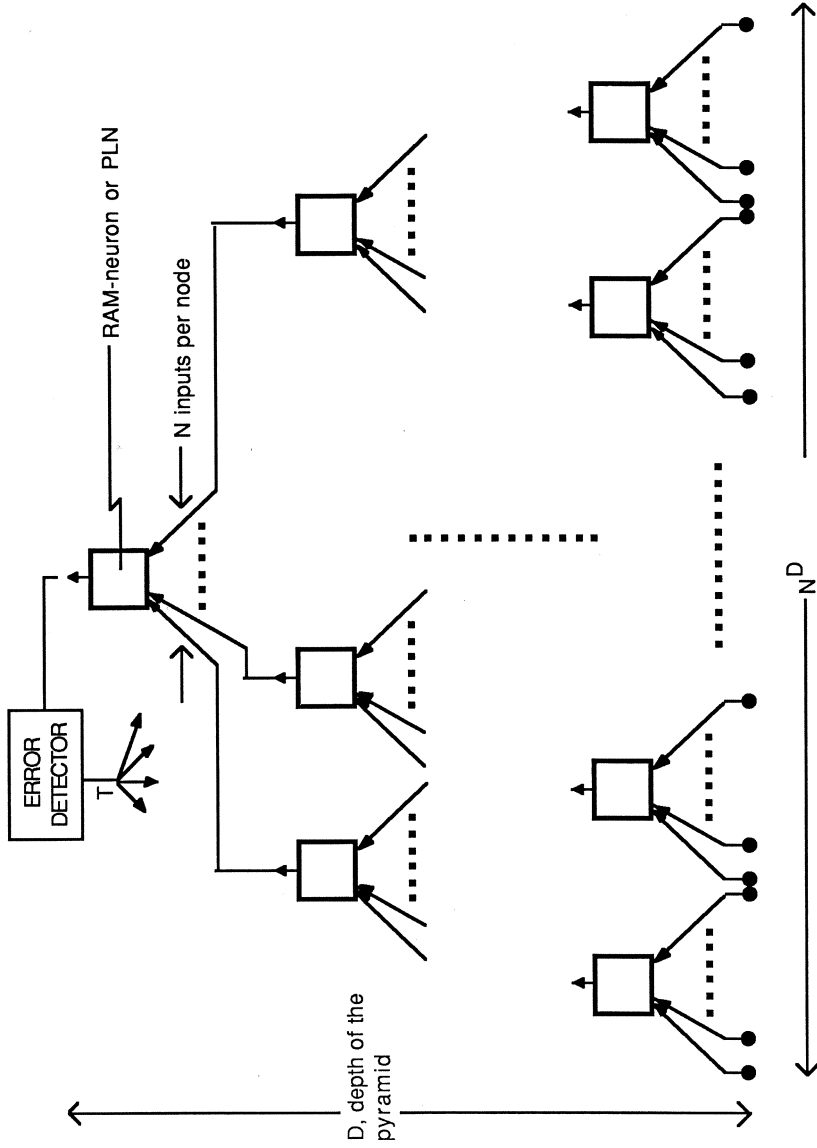 ERROR
DETECTOR
T
RAM-neuron or PLN
N inputs per node
D, depth of the
pyramid
N^D